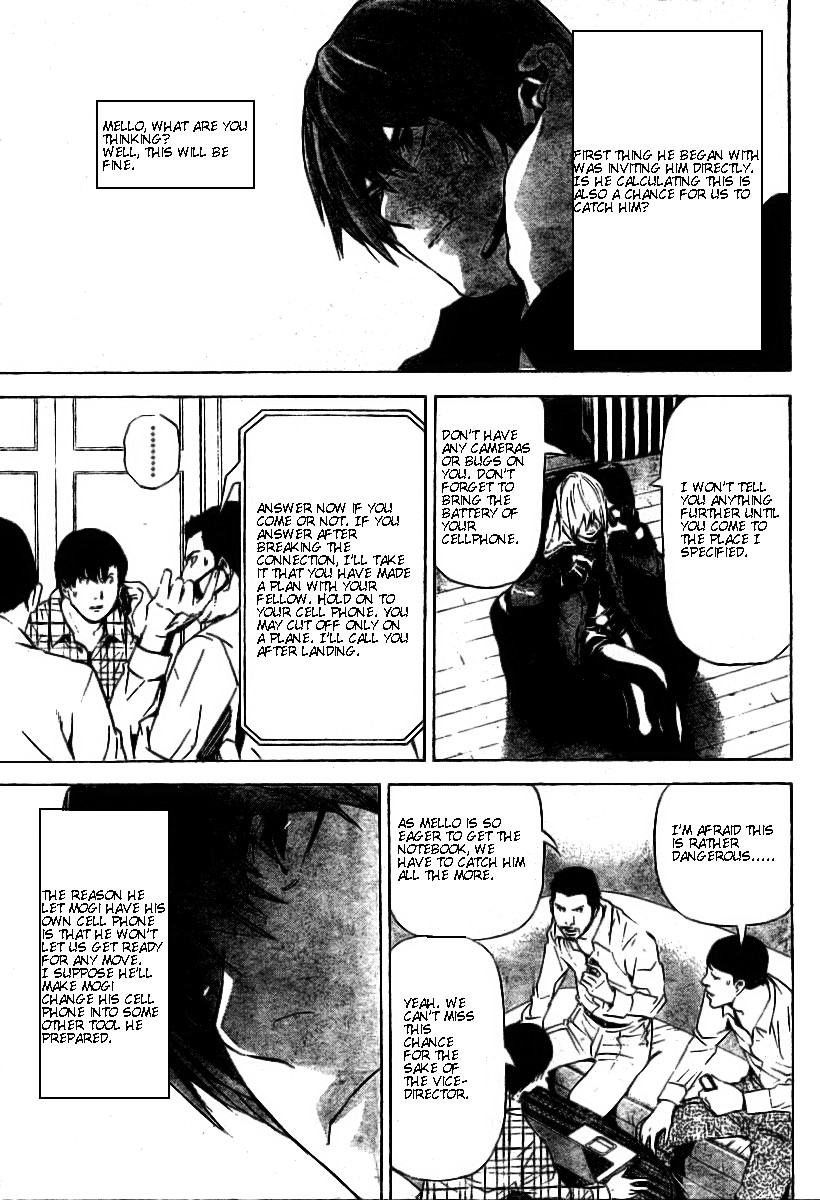 FIRST THING HE BEGAN WITH
WAS INVITING HIM DIRECTLY.
IS HE CALCULATING THIS IS
ALSO A CHANCE FOR US TO
CATCH HIM?
MELLO, WHAT ARE YOU
THINKING?
WELL, THIS WILL BE
FINE.
I WON'T TELL
YOU ANYTHING
FURTHER UNTIL
YOU COME TO
THE PLACE I
SPECIFIED.
DON'T HAVE
ANY CAMERAS
OR BUGS ON
YOU. DON'T
FORGET TO
BRING THE
BATTERY OF
YOUR
CELLPHONE.
ANSWER NOW IF YOU
COME OR NOT. IF YOU
ANSWER AFTER
BREAKING THE
CONNECTION, I'LL TAKE
IT THAT YOU HAVE MADE
A PLAN WITH YOUR
FELLOW. HOLD ON TO
YOUR CELL PHONE. YOU
MAY CUT OFF ONLY ON
A PLANE. I'LL CALL YOU
AFTER LANDING.
.........
I'M AFRAID THIS
IS RATHER
DANGEROUS.....
AS MELLO IS SO
EAGER TO GET THE
NOTEBOOK, WE
HAVE TO CATCH HIM
ALL THE MORE.
YEAH. WE
CAN'T MISS
THIS
CHANCE
FOR THE
SAKE OF
THE VICE-
DIRECTOR.
THE REASON HE
LET MOGI HAVE HIS
OWN CELL PHONE
IS THAT HE WON'T
LET US GET READY
FOR ANY MOVE.
I SUPPOSE HE'LL
MAKE MOGI
CHANGE HIS CELL
PHONE INTO SOME
OTHER TOOL HE
PREPARED.